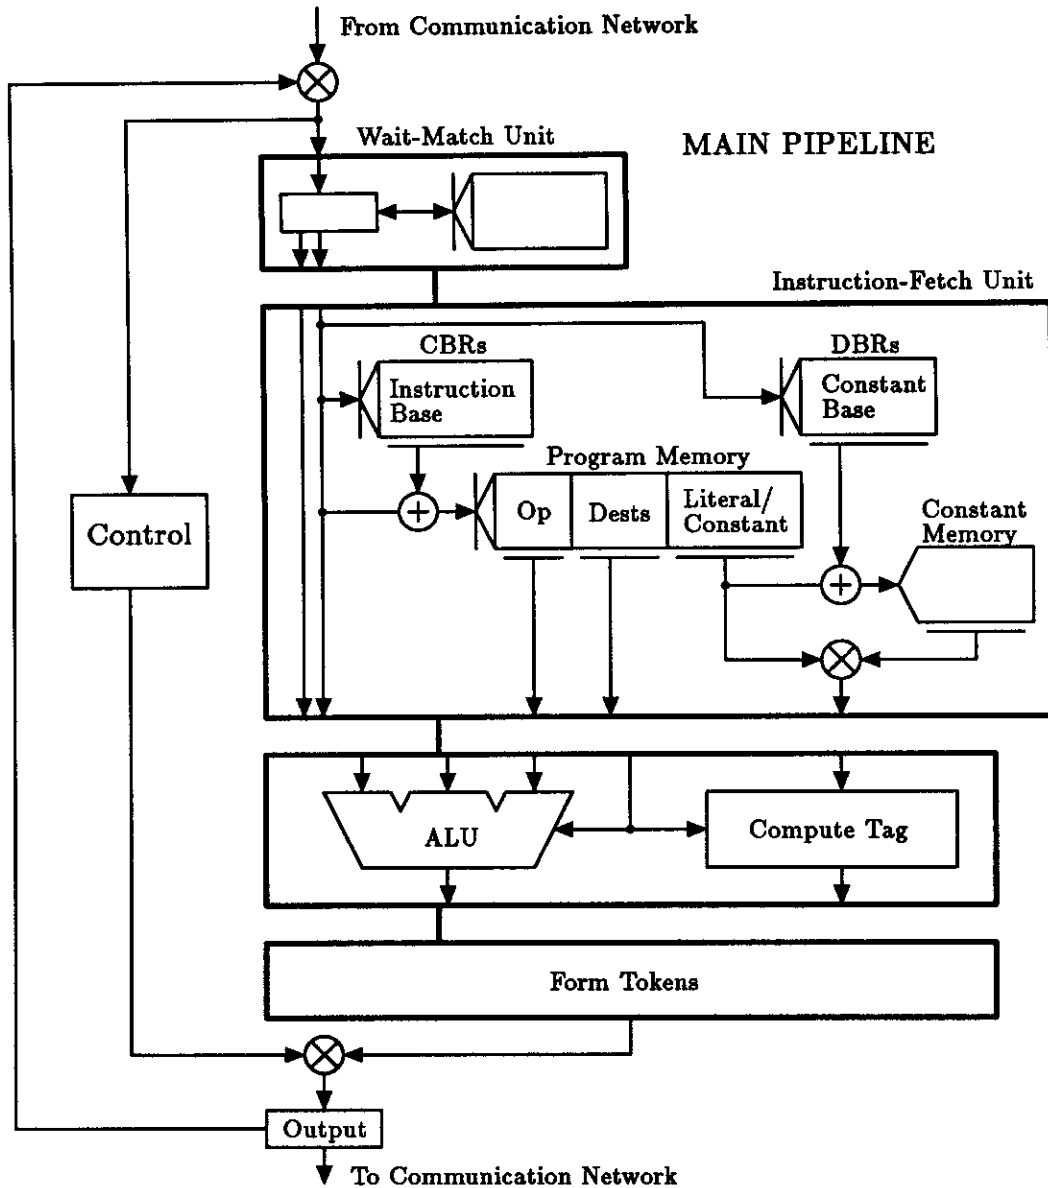 From Communication Network
Wait-Match Unit
MAIN PIPELINE
Instruction-Fetch Unit
CBRs
DBRs
Instruction
Base
Constant
Base
Program Memory
Op
Dests
Literal/
Constant
Constant
Memory
Control
ALU
Compute Tag
Form Tokens
Output
To Communication Network